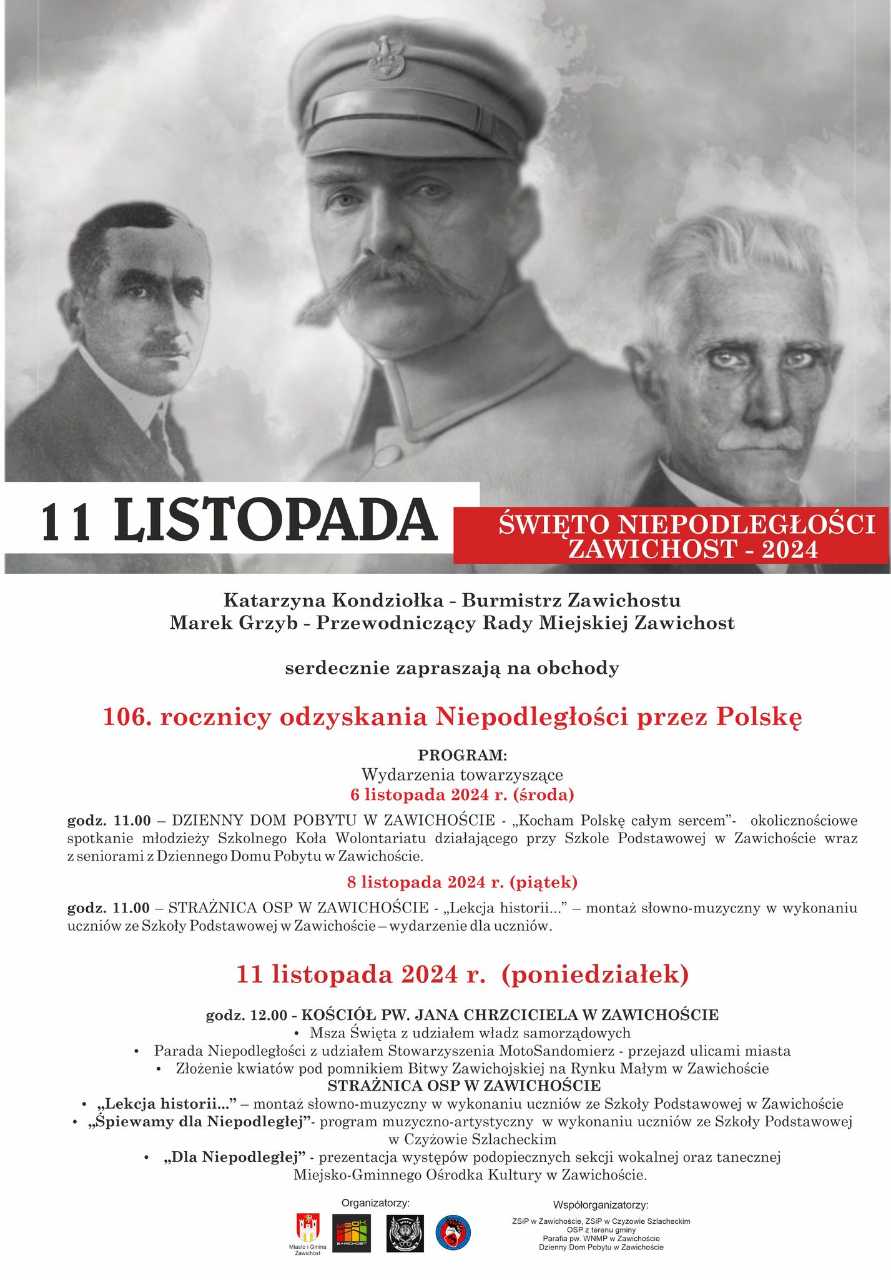 11 LISTOPADA
ŚWIĘTO NIEPODLEGŁOŚCI
ZAWICHOST - 2024
Katarzyna Kondziołka - Burmistrz Zawichostu
Marek Grzyb - Przewodniczący Rady Miejskiej Zawichost
serdecznie zapraszają na obchody
106. rocznicy odzyskania Niepodległości przez Polskę
PROGRAM:
Wydarzenia towarzyszące
6 listopada 2024 r. (środa)
godz. 11.00 – DZIENNY DOM POBYTU W ZAWICHOŚCIE - „Kocham Polskę całym sercem”- okolicznościowe
spotkanie młodzieży Szkolnego Koła Wolontariatu działającego przy Szkole Podstawowej w Zawichoście wraz
z seniorami z Dziennego Domu Pobytu w Zawichoście.
8 listopada 2024 r. (piątek)
godz. 11.00 – STRAŻNICA OSP W ZAWICHOŚCIE - „Lekcja historii...” – montaż słowno-muzyczny w wykonaniu
uczniów ze Szkoły Podstawowej w Zawichoście – wydarzenie dla uczniów.
11 listopada 2024 r. (poniedziałek)
godz. 12.00 - KOŚCIÓŁ PW. JANA CHRZCICIELA W ZAWICHOŚCIE
• Msza Święta z udziałem władz samorządowych
• Parada Niepodległości z udziałem Stowarzyszenia MotoSandomierz - przejazd ulicami miasta
• Złożenie kwiatów pod pomnikiem Bitwy Zawichojskiej na Rynku Małym w Zawichoście
STRAŻNICA OSP W ZAWICHOŚCIE
• „Lekcja historii...” – montaż słowno-muzyczny w wykonaniu uczniów ze Szkoły Podstawowej w Zawichoście
• „Śpiewamy dla Niepodległej”- program muzyczno-artystyczny w wykonaniu uczniów ze Szkoły Podstawowej
w Czyżowie Szlacheckim
• „Dla Niepodległej” - prezentacja występów podopiecznych sekcji wokalnej oraz tanecznej
Miejsko-Gminnego Ośrodka Kultury w Zawichoście.
Organizatorzy:
Miasto i Gmina
Zawichost
ZAWICHOST
Współorganizatorzy:
ZSiP w Zawichoście, ZSiP w Czyżowie Szlacheckim
OSP z terenu gminy
Parafia pw. WNMP w Zawichoście
Dzienny Dom Pobytu w Zawichoście